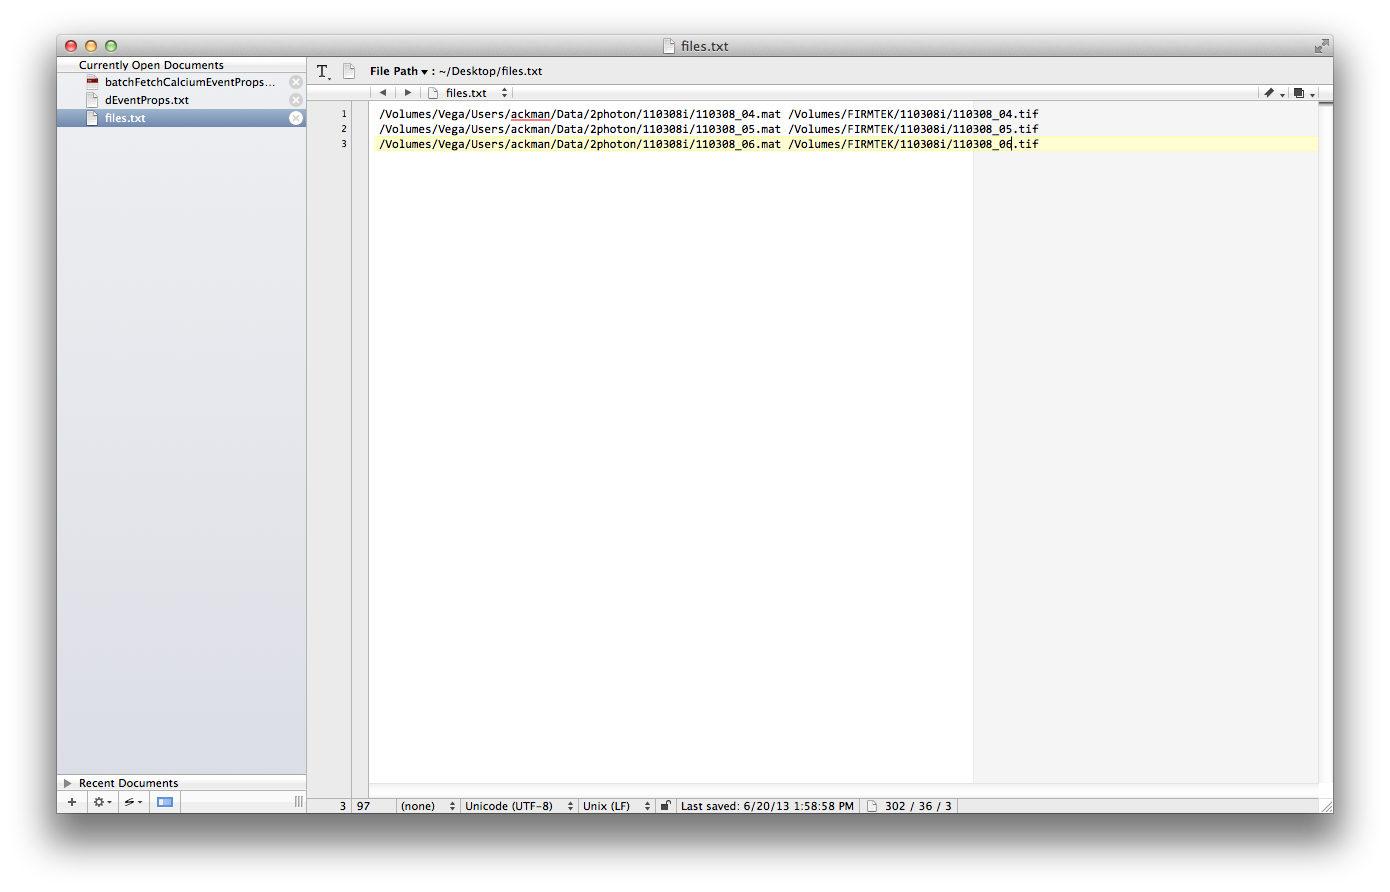 files.txt
Currently Open Documents
batchFetchCalciumEventProps...
dEventProps.txt
files.txt
T.
File Path : ~/Desktop/files.txt
files.txt
1 /Volumes/Vega/Users/ackman/Data/2photon/110308i/110308_04.mat /Volumes/FIRMTEK/110308i/110308_04.tif
2 /Volumes/Vega/Users/ackman/Data/2photon/110308i/110308_05.mat /Volumes/FIRMTEK/110308i/110308_05.tif
3 /Volumes/Vega/Users/ackman/Data/2photon/110308i/110308_06.mat /Volumes/FIRMTEK/110308i/110308_06.tif
Recent Documents
3 97 (none) Unicode (UTF-8) Unix (LF) Last saved: 6/20/13 1:58:58 PM 302 / 36 / 3